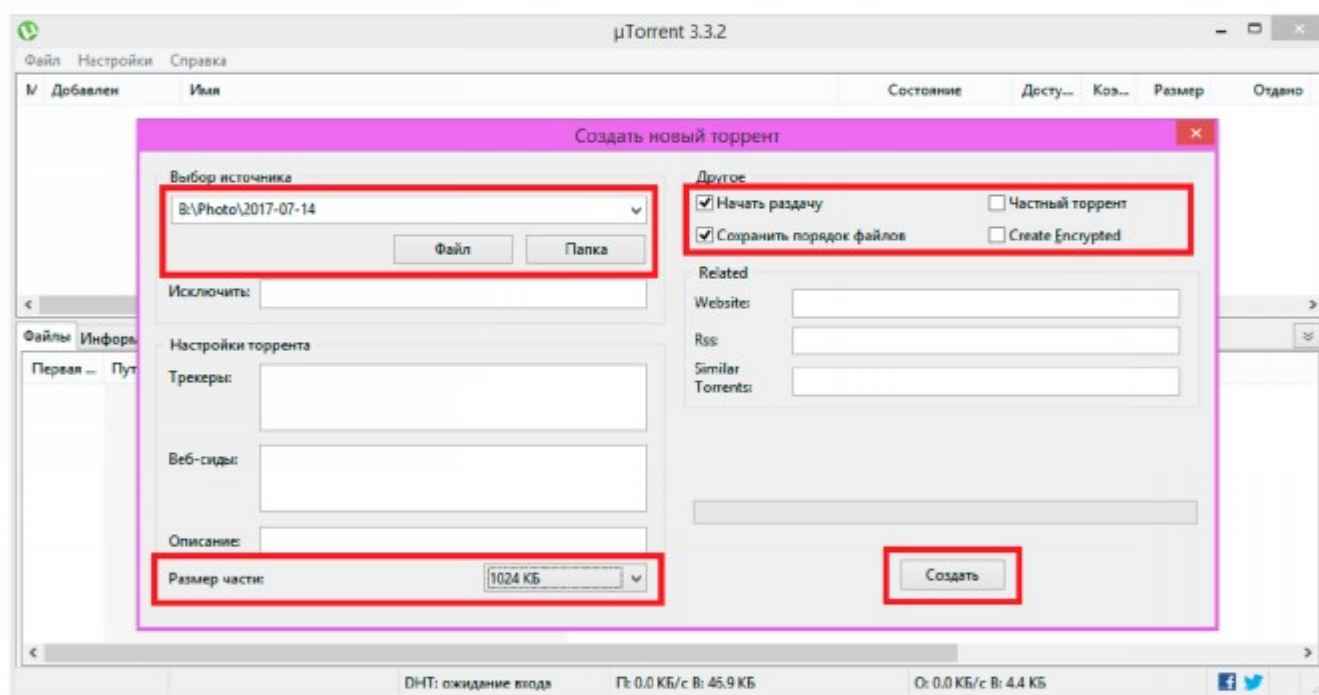 µTorrent 3.3.2
Файл Настройки Справка
№ Добавлен Имя Состояние Досту... Коэ... Размер Отдано
Создать новый торрент
Выбор источника
B:\Photo\2017-07-14
Файл Папка
Исключить:
Настройки торрента
Трекеры:
Веб-сиды:
Описание:
Размер части: 1024 КБ
Другое
Начать раздачу Частный торрент
Сохранить порядок файлов Create Encrypted
Related
Website:
Rss:
Similar
Torrents:
Создать
Файлы Информ
Первая ... Пут
DHT: ожидание входа П: 0.0 КБ/с В: 46.9 КБ О: 0.0 КБ/с В: 4.4 КБ